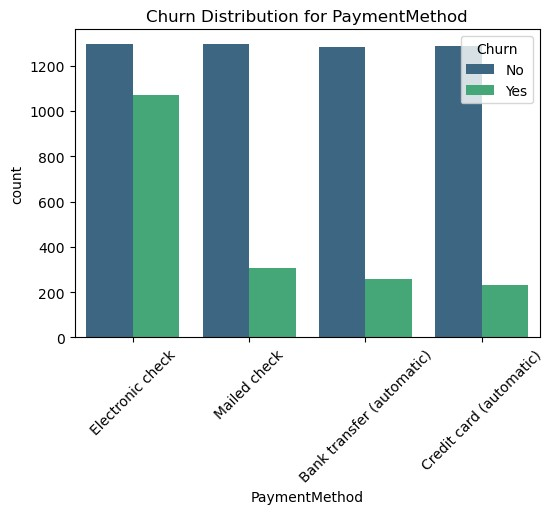 Churn Distribution for PaymentMethod
Churn
No
Yes
count
1200
1000
800
600
400
200
0
Electronic check
Mailed check
Bank transfer (automatic)
Credit card (automatic)
PaymentMethod